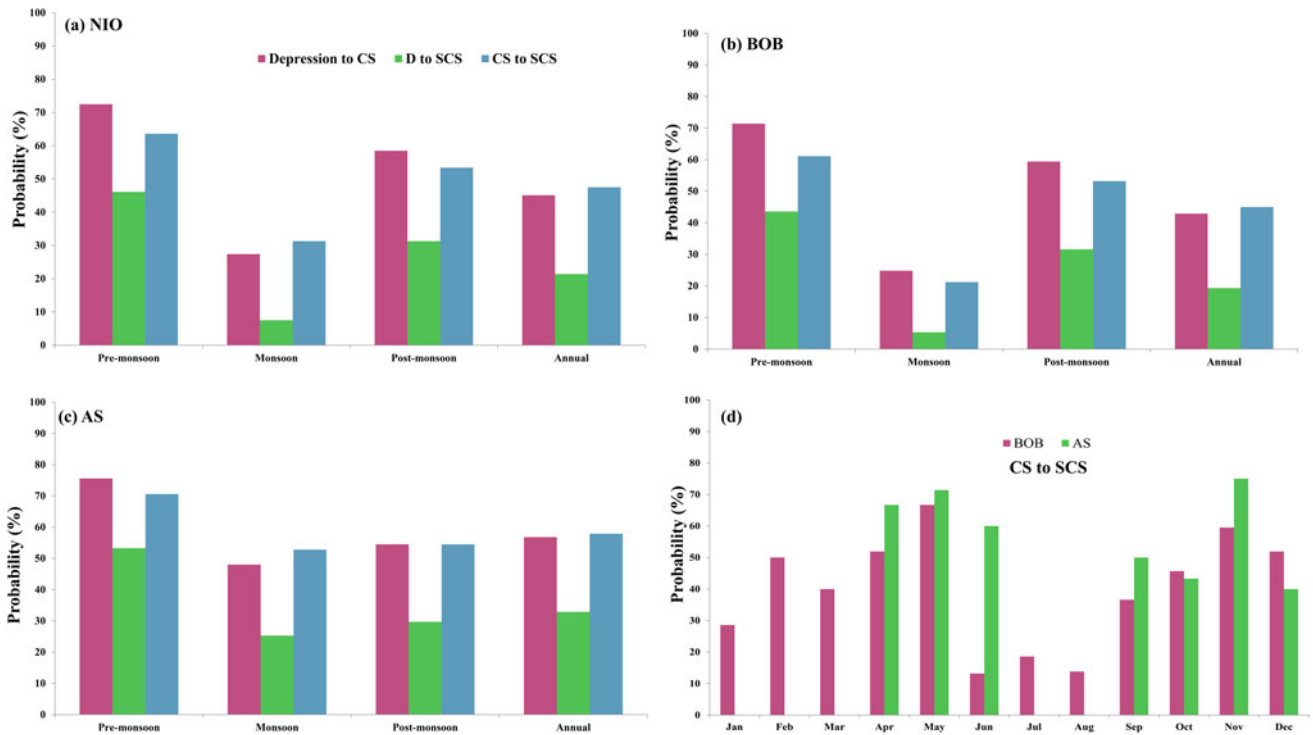 (a) NIO
Depression to CS D to SCS CS to SCS
Probability (%)
100
90
80
70
60
50
40
30
20
10
0
Pre-monsoon Monsoon Post-monsoon Annual
(b) BOB
Probability (%)
100
90
80
70
60
50
40
30
20
10
0
Pre-monsoon Monsoon Post-monsoon Annual
(c) AS
Probability (%)
100
90
80
70
60
50
40
30
20
10
0
Pre-monsoon Monsoon Post-monsoon Annual
(d)
BOB AS
CS to SCS
Probability (%)
100
90
80
70
60
50
40
30
20
10
0
Jan Feb Mar Apr May Jun Jul Aug Sep Oct Nov Dec